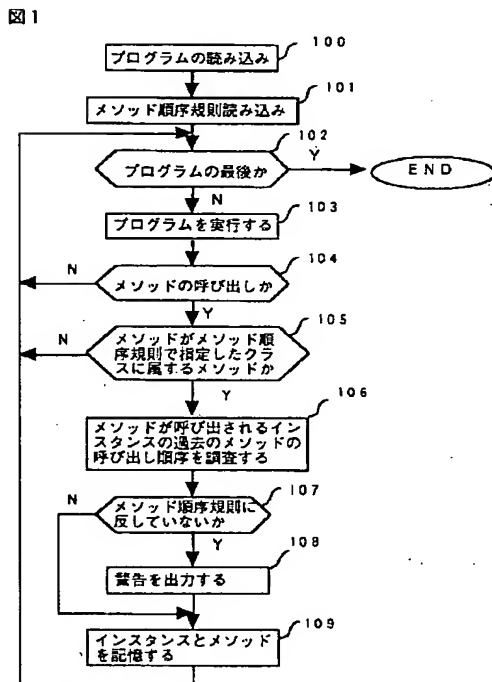 図1
100
プログラムの読み込み
101
メソッド順序規則読み込み
102
プログラムの最後か
Y
END
N
103
プログラムを実行する
104
N
メソッドの呼び出しか
Y
105
N
メソッドがメソッド順
序規則で指定したクラ
スに属するメソッドか
Y
106
メソッドが呼び出されるイン
スタンスの過去のメソッドの
呼び出し順序を調査する
107
N
メソッド順序規則に
反していないか
Y
108
警告を出力する
109
インスタンスとメソッド
を記憶する